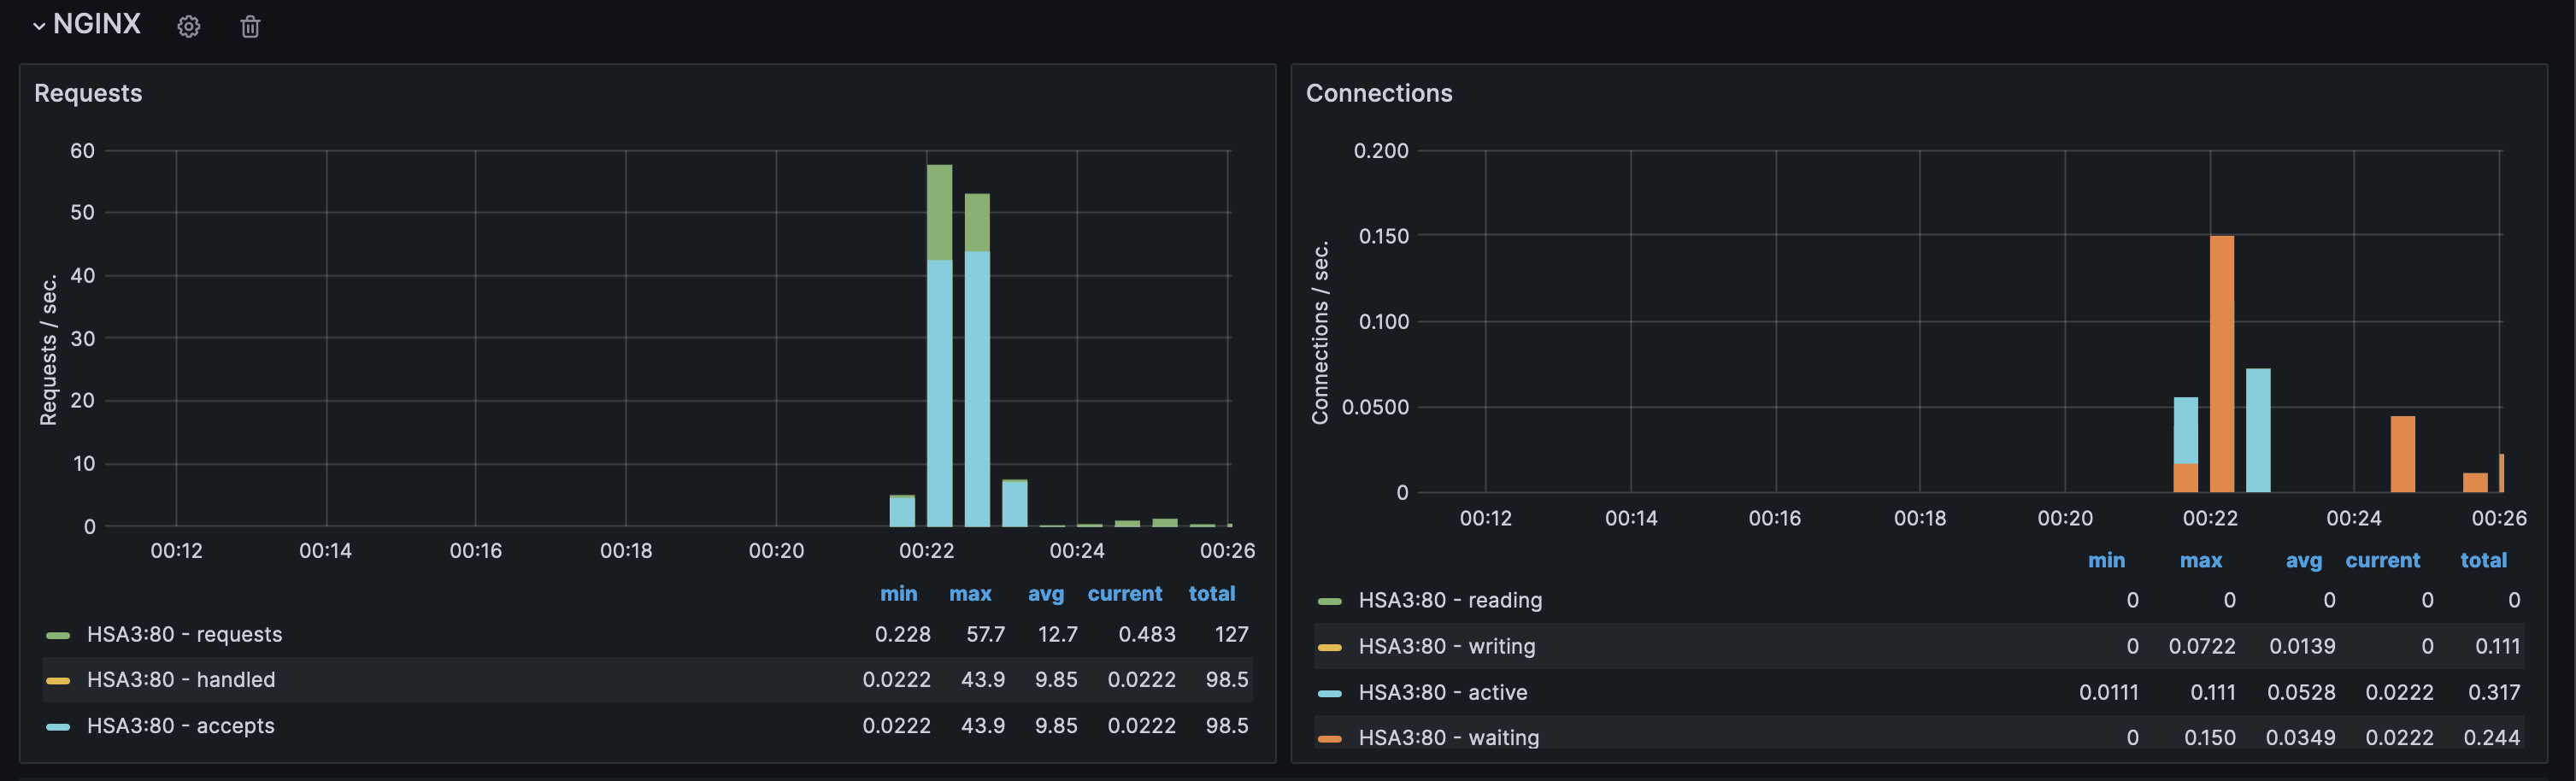 NGINX
Requests
Requests / sec.
60
50
40
30
20
10
0
00:12 00:14 00:16 00:18 00:20 00:22 00:24 00:26
min max avg current total
HSA3:80 - requests 0.228 57.7 12.7 0.483 127
HSA3:80 - handled 0.0222 43.9 9.85 0.0222 98.5
HSA3:80 - accepts 0.0222 43.9 9.85 0.0222 98.5
Connections
Connections / sec.
0.200
0.150
0.100
0.0500
0
00:12 00:14 00:16 00:18 00:20 00:22 00:24 00:26
min max avg current total
HSA3:80 - reading 0 0 0 0 0
HSA3:80 - writing 0 0.0722 0.0139 0 0.111
HSA3:80 - active 0.0111 0.111 0.0528 0.0222 0.317
HSA3:80 - waiting 0 0.150 0.0349 0.0222 0.244